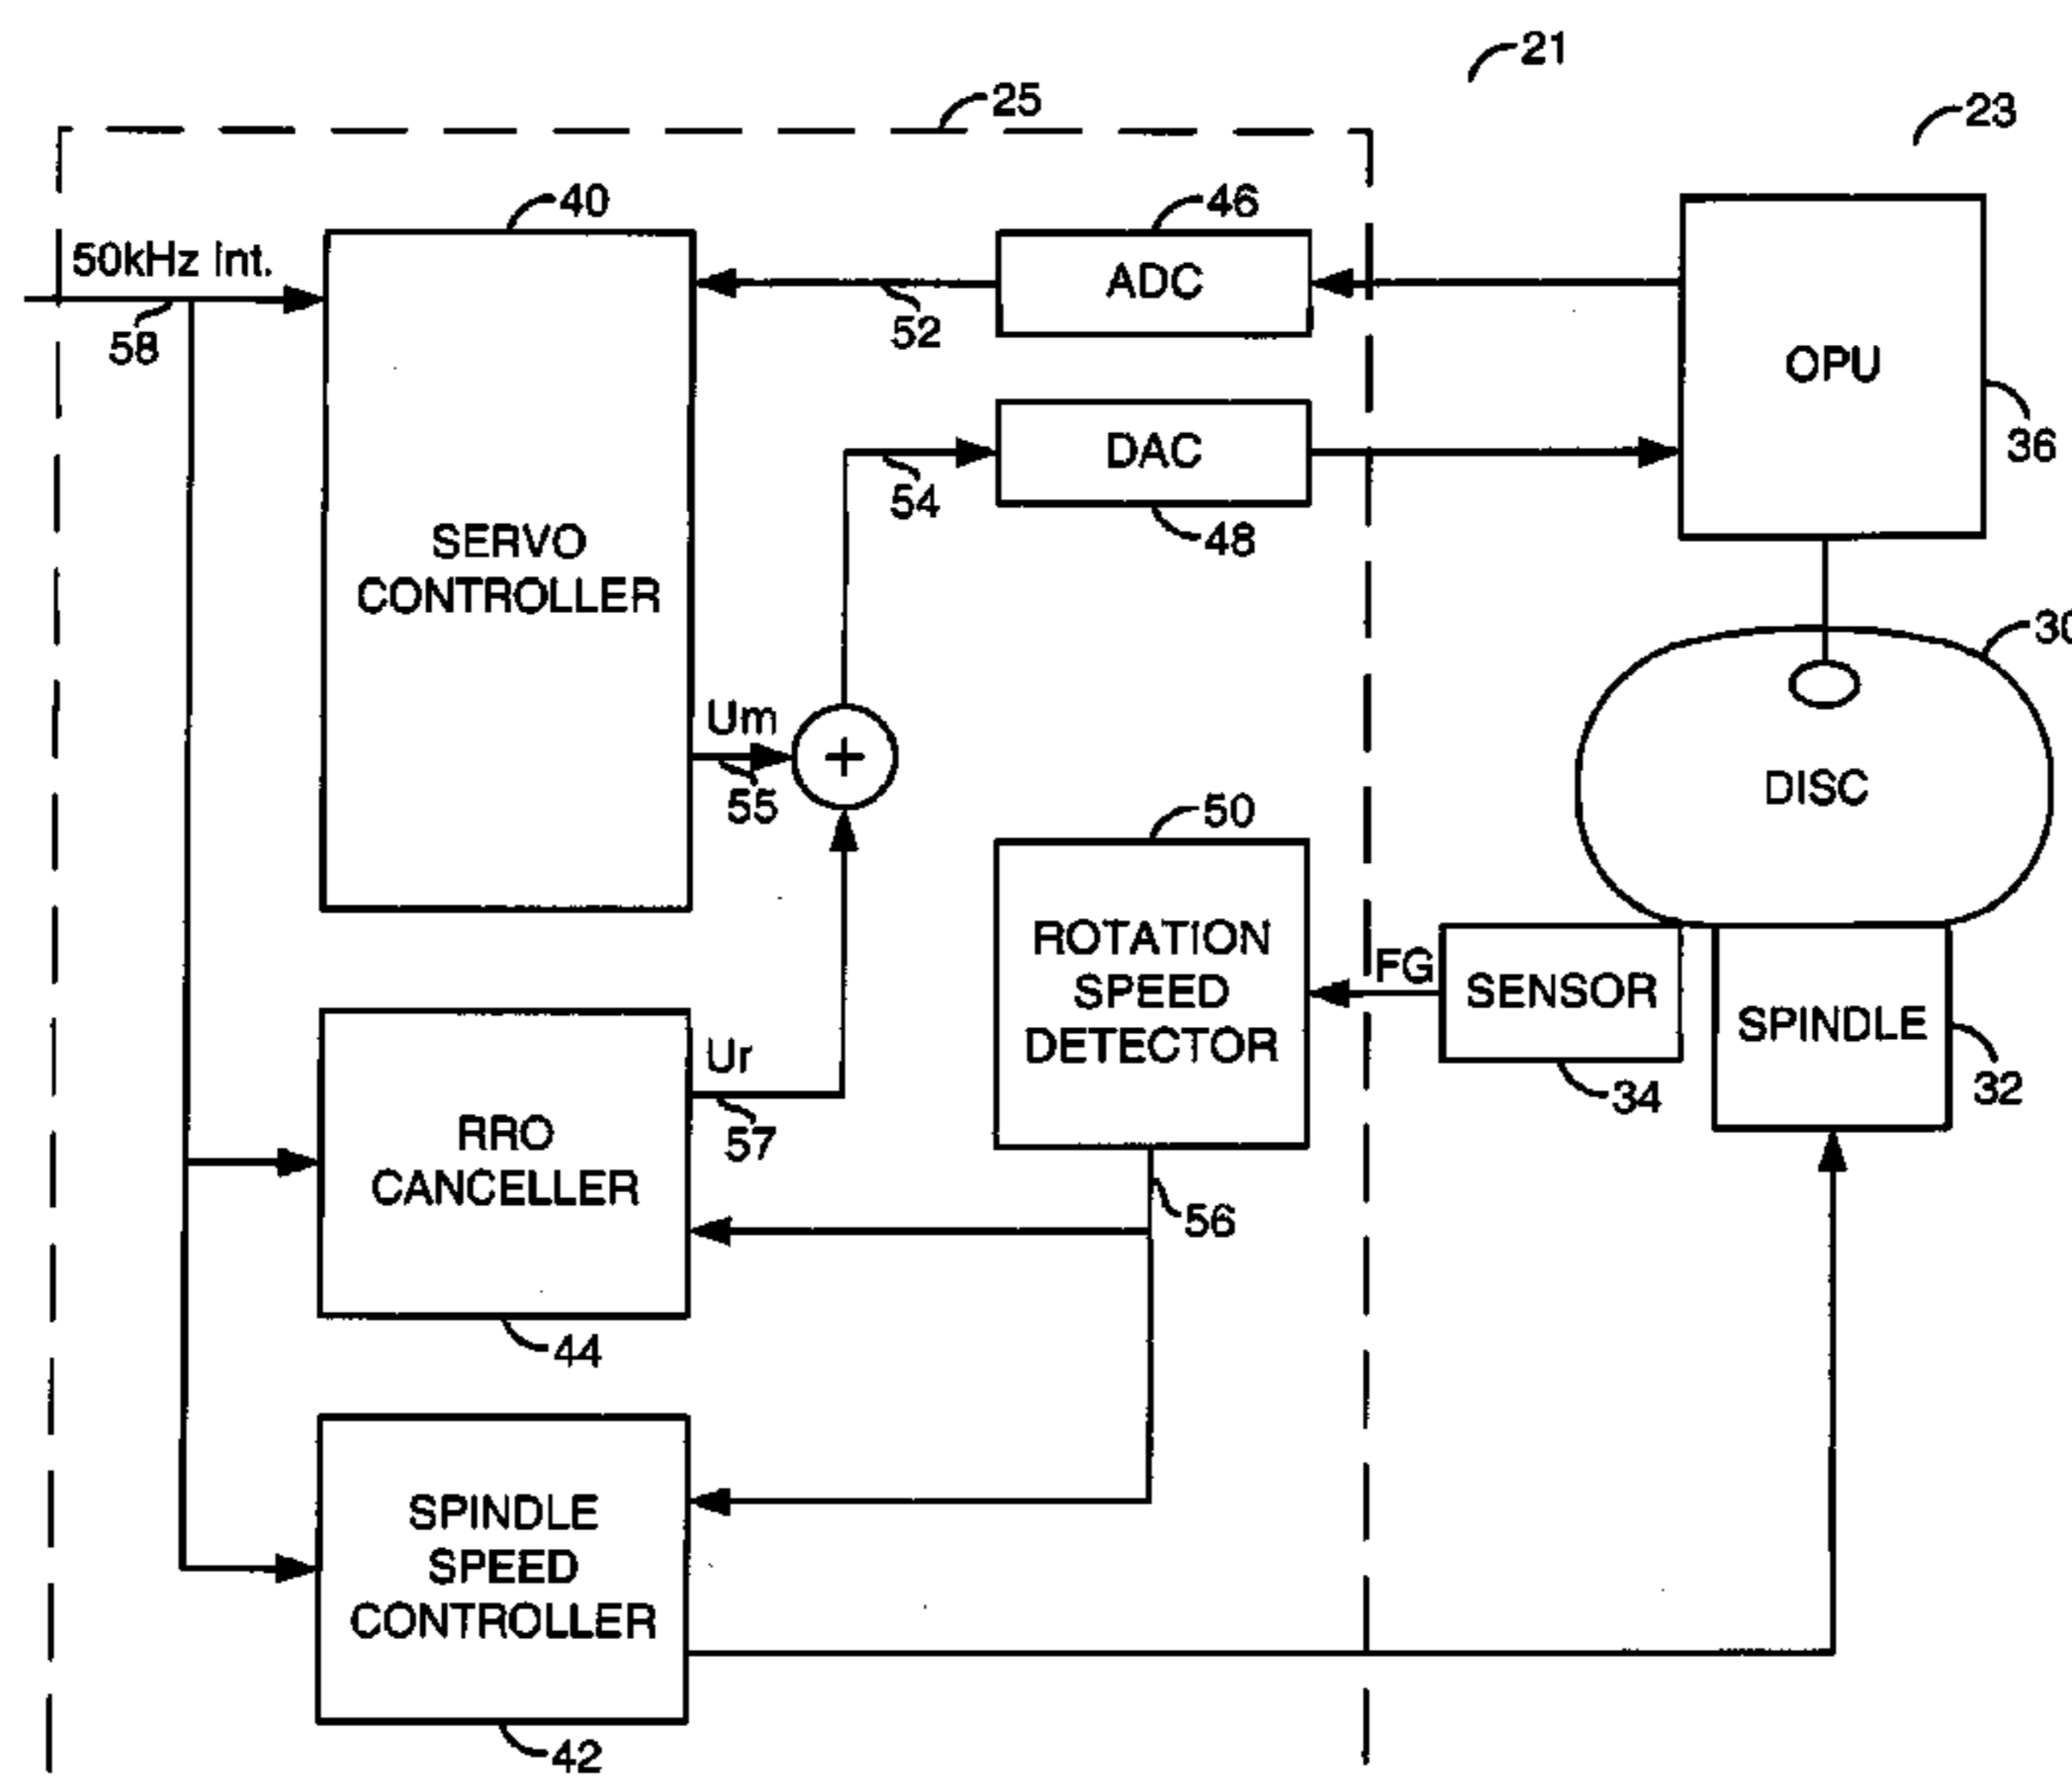 21
25
23
40
46
50kHz Int.
ADC
58
52
OPU
DAC
36
54
48
SERVO
CONTROLLER
30
Um
55
+
DISC
50
ROTATION
SPEED
DETECTOR
FG
SENSOR
SPINDLE
34
32
Ur
57
RRO
CANCELLER
56
44
SPINDLE
SPEED
CONTROLLER
42